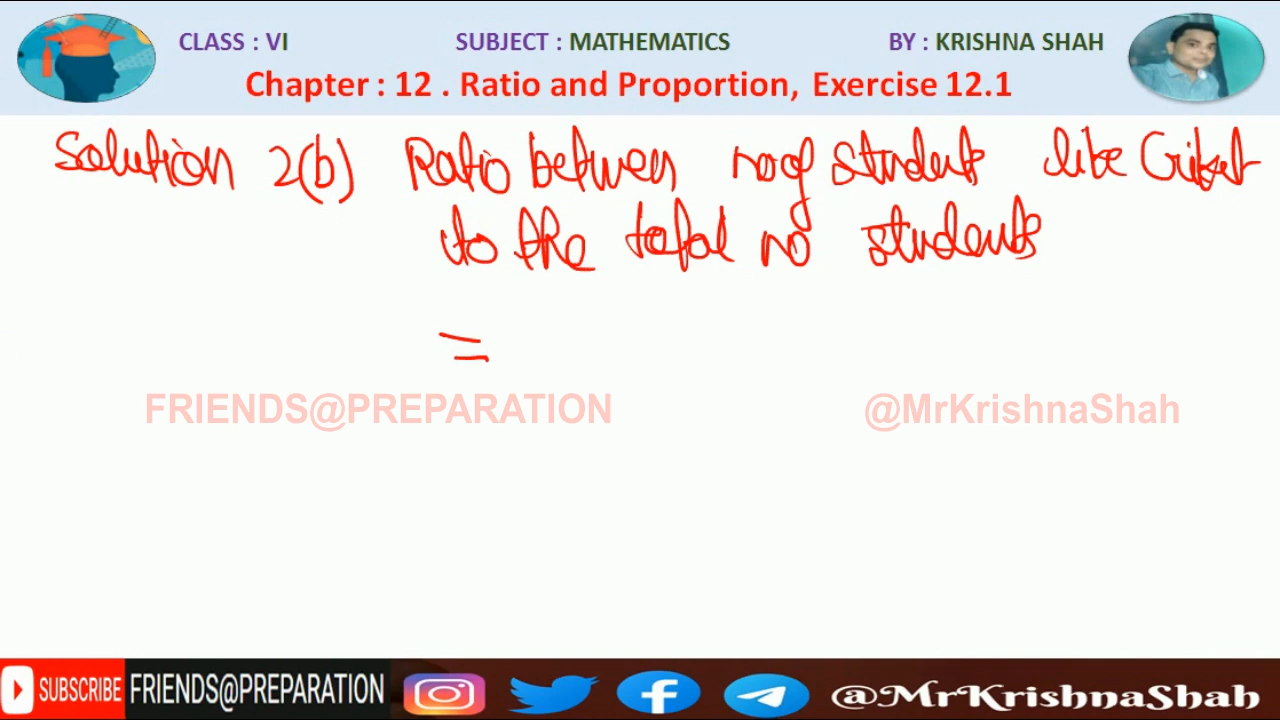 CLASS : VI SUBJECT : MATHEMATICS BY : KRISHNA SHAH
Chapter : 12 . Ratio and Proportion, Exercise 12.1
Solution 2(b) Ratio between no of students like Cricket
to the total no students
=
FRIENDS@PREPARATION @MrKrishnaShah
SUBSCRIBE FRIENDS@PREPARATION @MrKrishnaShah